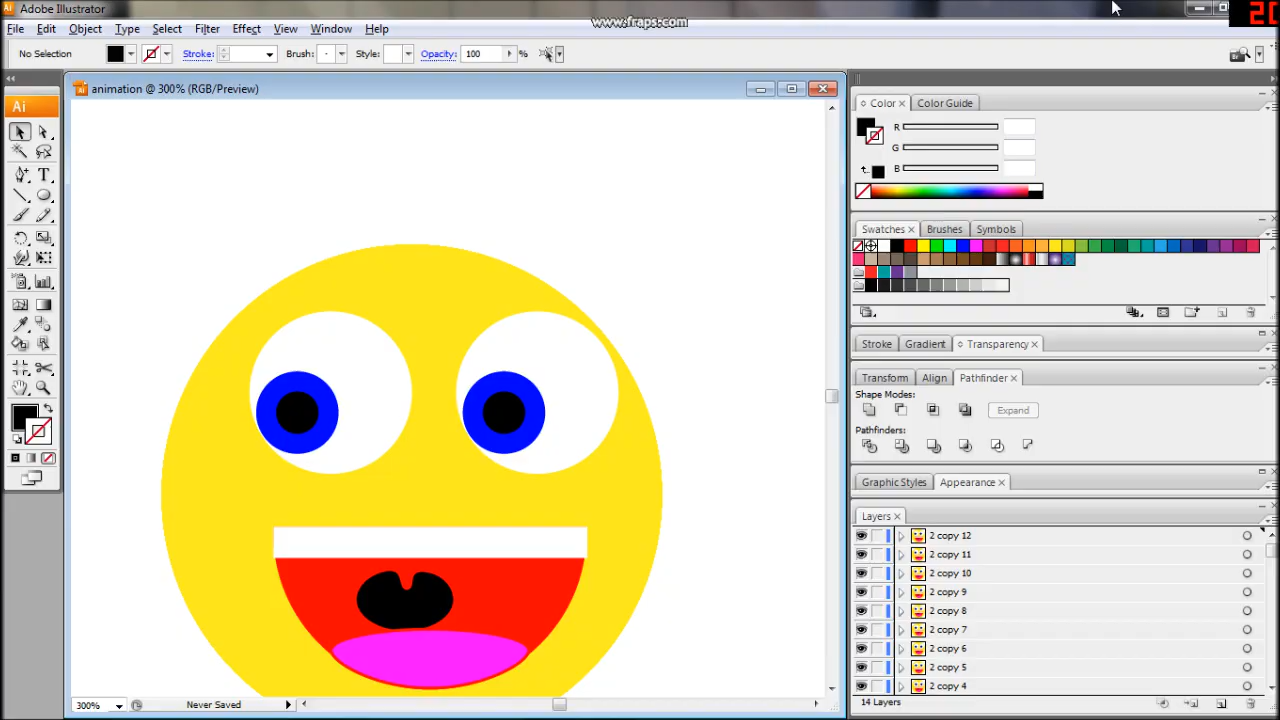 Ai Adobe Illustrator
www.fraps.com
20
File Edit Object Type Select Filter Effect View Window Help
No Selection Stroke: Brush: Style: Opacity: 100 %
animation @ 300% (RGB/Preview)
Ai
T
Color Color Guide
R
G
B
Swatches Brushes Symbols
Stroke Gradient Transparency
Transform Align Pathfinder
Shape Modes:
Expand
Pathfinders:
Graphic Styles Appearance
Layers
2 copy 12
2 copy 11
2 copy 10
2 copy 9
2 copy 8
2 copy 7
2 copy 6
2 copy 5
2 copy 4
300% Never Saved
14 Layers